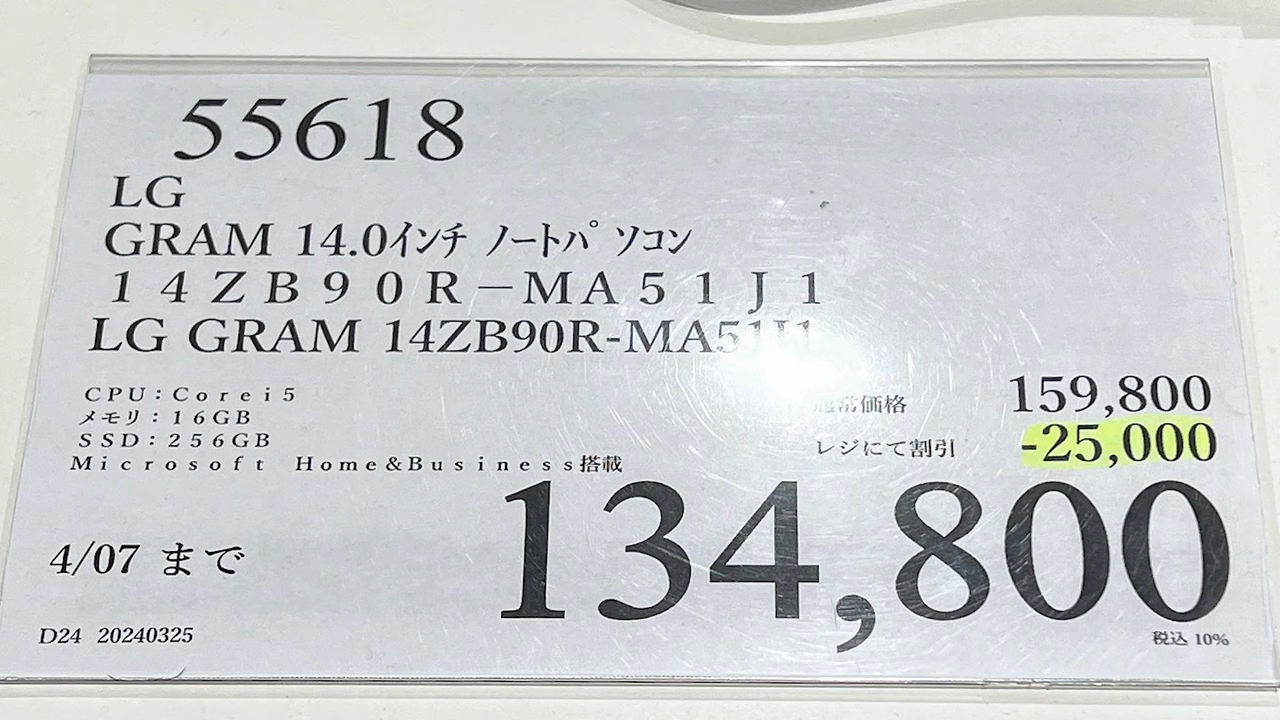 55618
LG
GRAM 14.0インチ ノートパソコン
14ZB90R-MA51J1
LG GRAM 14ZB90R-MA51J1
CPU:Corei5
メモリ:16GB
SSD:256GB
Microsoft Home&Business搭載
通常価格 159,800
レジにて割引 -25,000
134,800
4/07 まで
税込 10%
D24 20240325